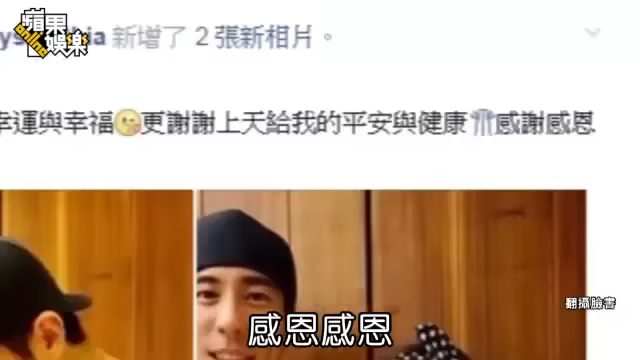 蘋果
online
娛樂
新增了 2 張新相片。
運與幸福😘更謝謝上天給我的平安與健康🎌感謝感恩
翻攝臉書
感恩感恩